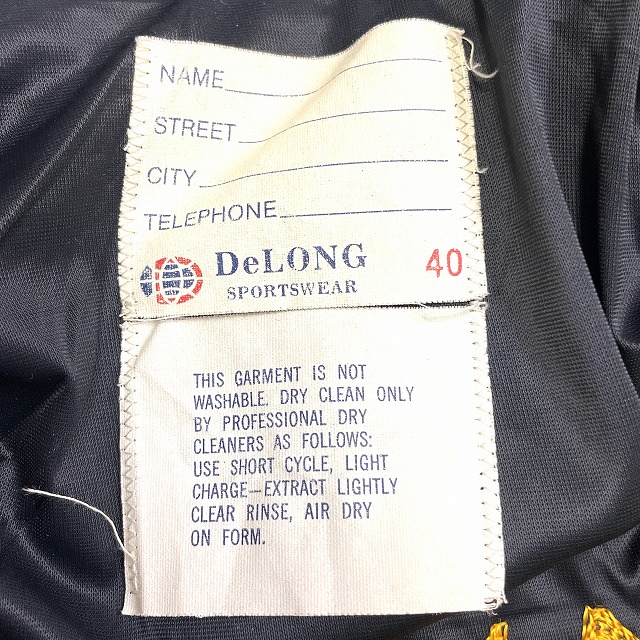 NAME
STREET
CITY
TELEPHONE
DeLONG 40
SPORTSWEAR
THIS GARMENT IS NOT
WASHABLE. DRY CLEAN ONLY
BY PROFESSIONAL DRY
CLEANERS AS FOLLOWS:
USE SHORT CYCLE, LIGHT
CHARGE—EXTRACT LIGHTLY
CLEAR RINSE, AIR DRY
ON FORM.